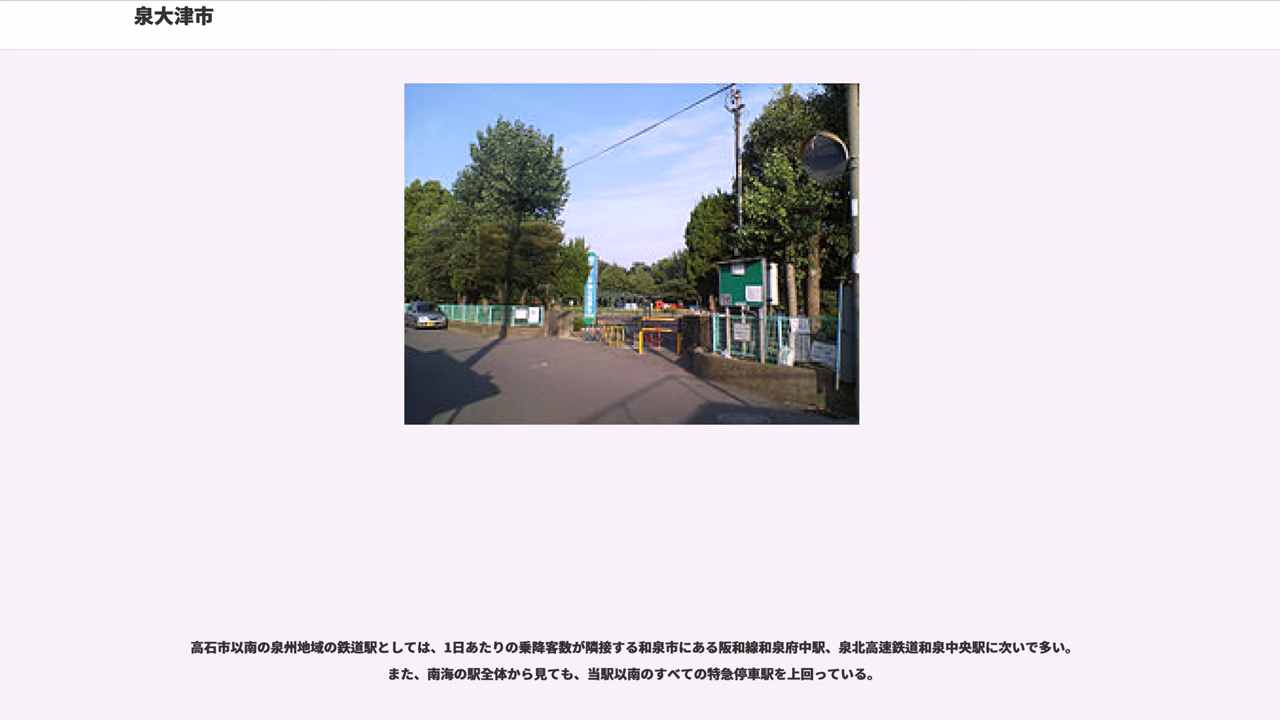 泉大津市
高石市以南の泉州地域の鉄道駅としては、1日あたりの乗降客数が隣接する和泉市にある阪和線和泉府中駅、泉北高速鉄道和泉中央駅に次いで多い。
また、南海の駅全体から見ても、当駅以南のすべての特急停車駅を上回っている。